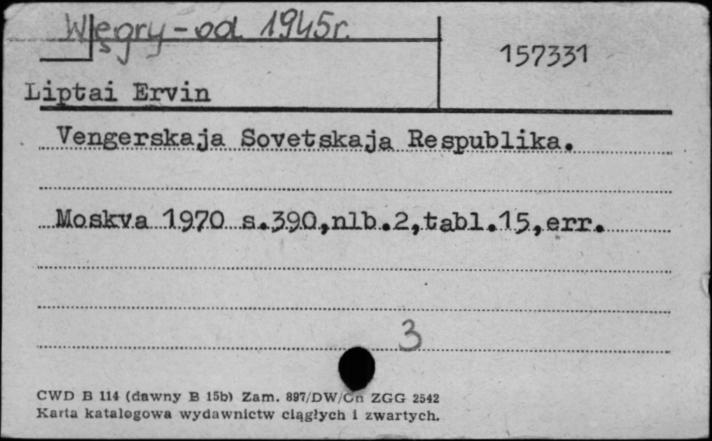 Węgry - od 1945r.
157331
Liptai Ervin
Vengerskaja Sovetskaja Respublika.
Moskva 1970 s.390,nlb.2,tabl.15,err.
3
CWD B 114 (dawny B 15b) Zam. 897/DW/Cn ZGG 2542
Karta katalogowa wydawnictw ciągłych i zwartych.